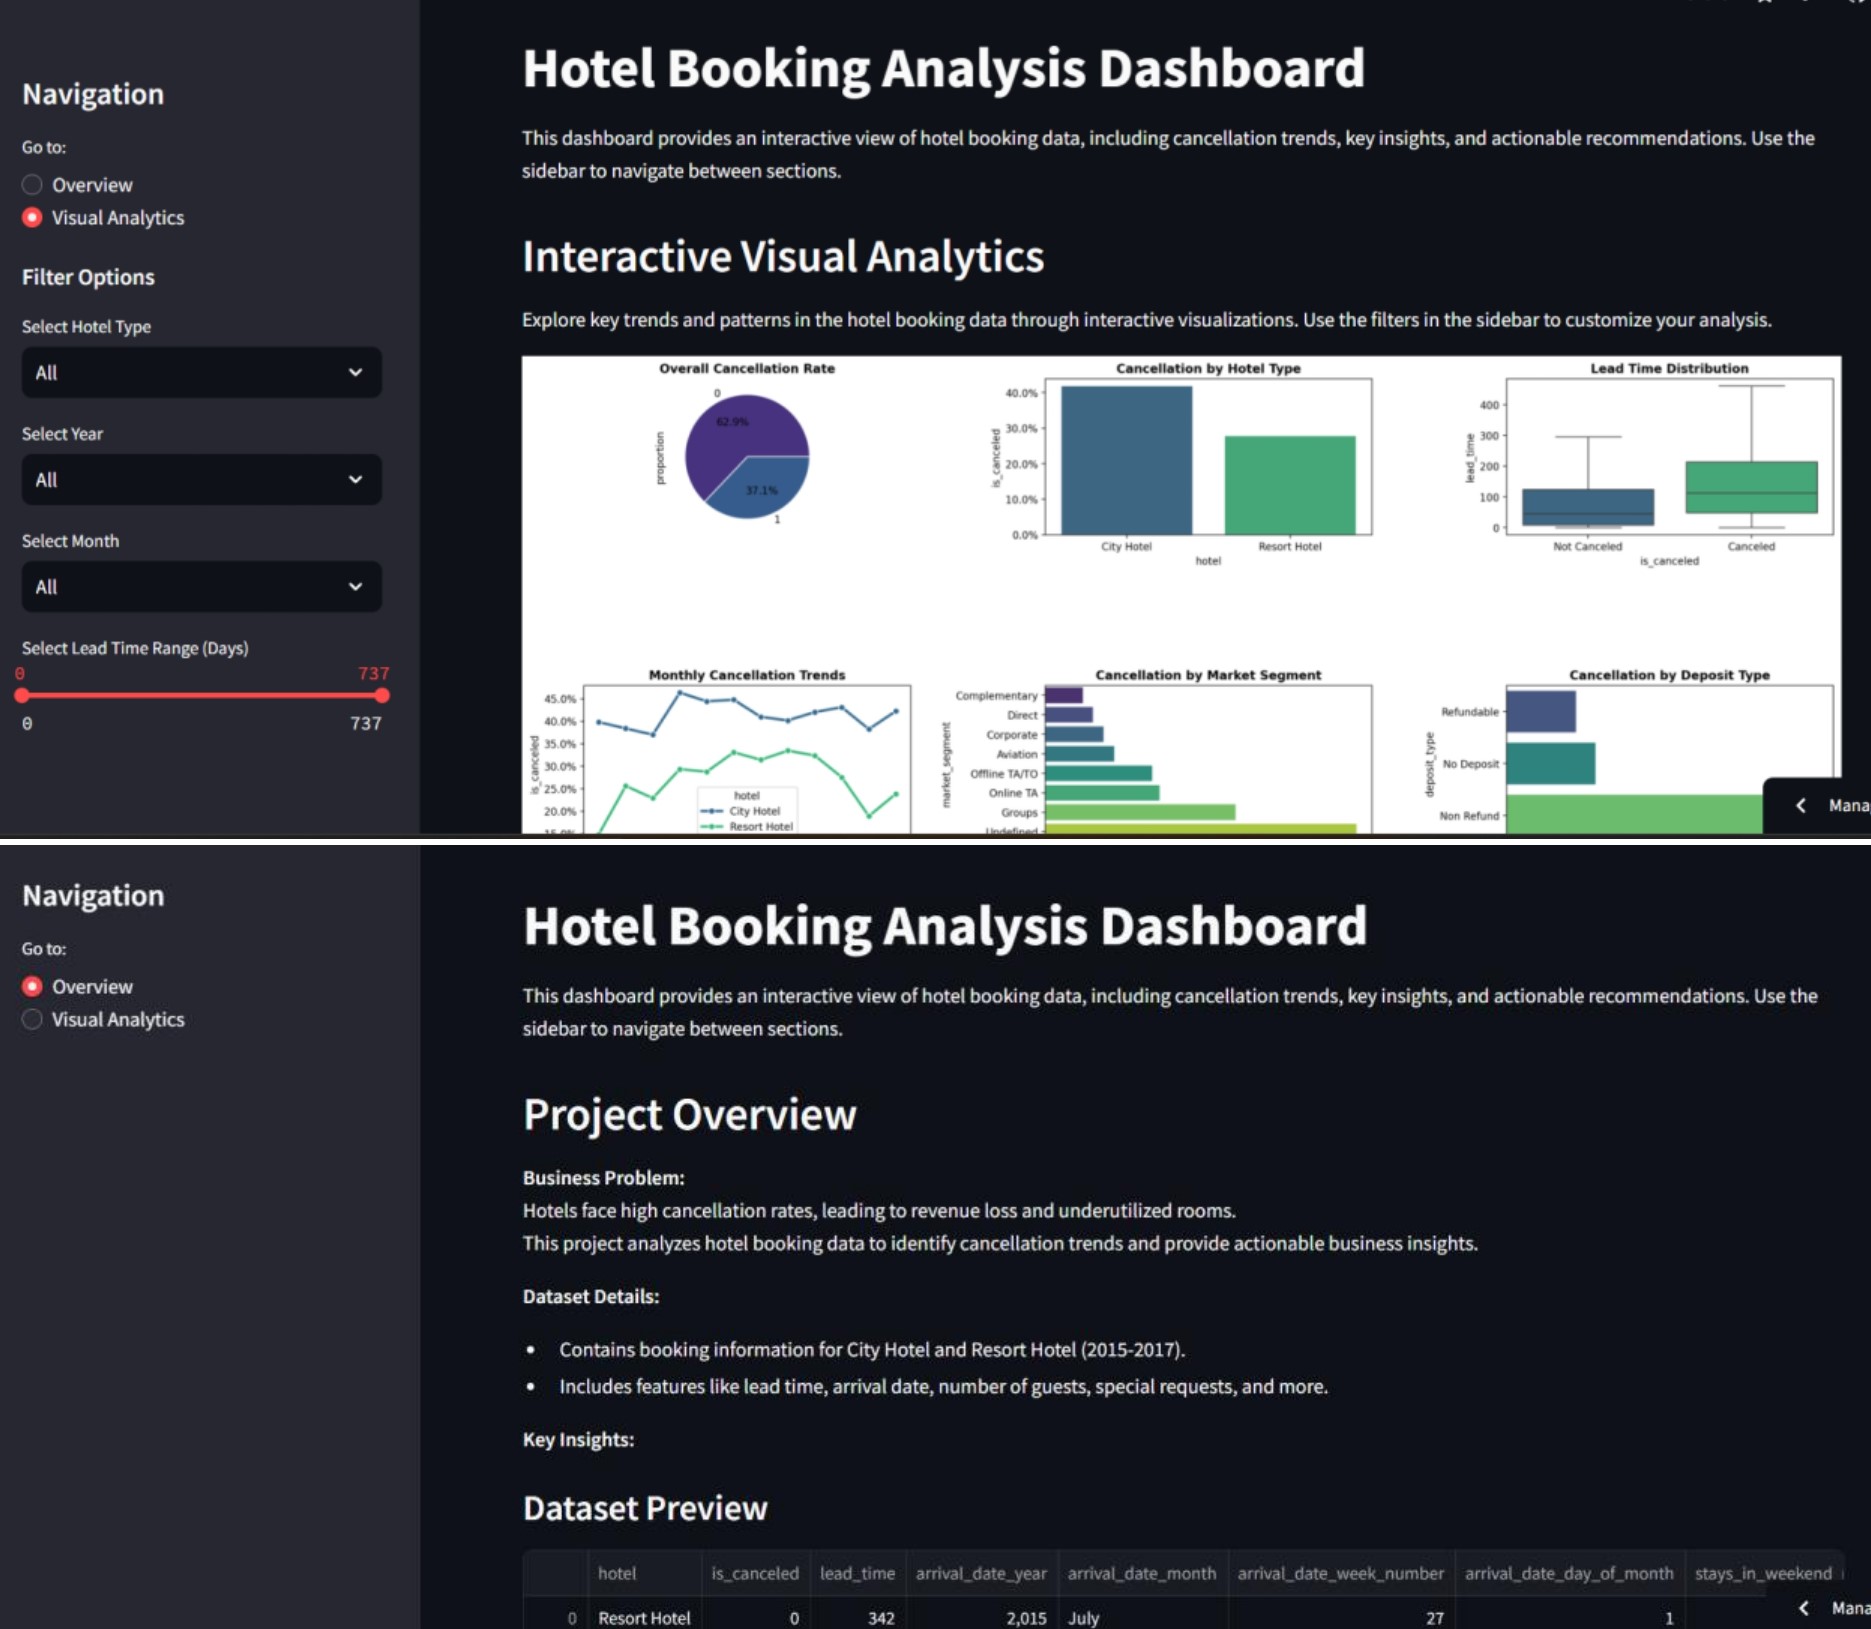 Navigation
Go to:
Overview
Visual Analytics
Filter Options
Select Hotel Type
All
Select Year
All
Select Month
All
Select Lead Time Range (Days)
0 737
0 737
Hotel Booking Analysis Dashboard
This dashboard provides an interactive view of hotel booking data, including cancellation trends, key insights, and actionable recommendations. Use the
sidebar to navigate between sections.
Interactive Visual Analytics
Explore key trends and patterns in the hotel booking data through interactive visualizations. Use the filters in the sidebar to customize your analysis.
Overall Cancellation Rate
proportion
0
62.9%
37.1%
1
Cancellation by Hotel Type
is_canceled
40.0%
30.0%
20.0%
10.0%
0.0%
City Hotel Resort Hotel
hotel
Lead Time Distribution
lead_time
400
300
200
100
0
Not Canceled Canceled
is_canceled
Monthly Cancellation Trends
is_canceled
45.0%
40.0%
35.0%
30.0%
25.0%
20.0%
15.0%
hotel
City Hotel
Resort Hotel
Cancellation by Market Segment
market_segment
Complementary
Direct
Corporate
Aviation
Offline TA/TO
Online TA
Groups
Undefined
Cancellation by Deposit Type
deposit_type
Refundable
No Deposit
Non Refund
Mana
Navigation
Go to:
Overview
Visual Analytics
Hotel Booking Analysis Dashboard
This dashboard provides an interactive view of hotel booking data, including cancellation trends, key insights, and actionable recommendations. Use the
sidebar to navigate between sections.
Project Overview
Business Problem:
Hotels face high cancellation rates, leading to revenue loss and underutilized rooms.
This project analyzes hotel booking data to identify cancellation trends and provide actionable business insights.
Dataset Details:
• Contains booking information for City Hotel and Resort Hotel (2015-2017).
• Includes features like lead time, arrival date, number of guests, special requests, and more.
Key Insights:
Dataset Preview
hotel is_canceled lead_time arrival_date_year arrival_date_month arrival_date_week_number arrival_date_day_of_month stays_in_weekend
0 Resort Hotel 0 342 2,015 July 27 1
Mana